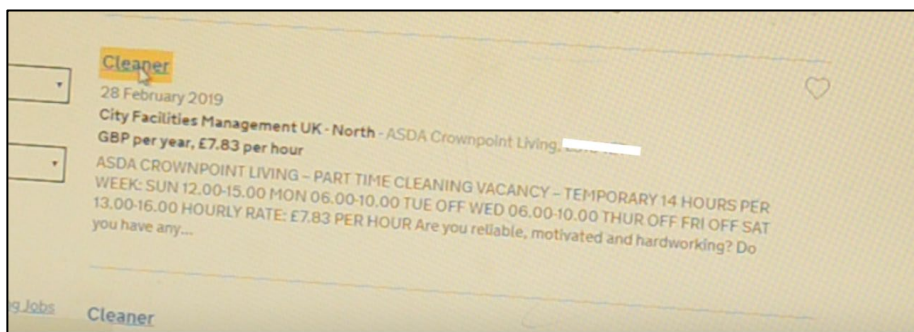 Cleaner
28 February 2019
City Facilities Management UK - North - ASDA Crownpoint Living,
GBP per year, £7.83 per hour
ASDA CROWNPOINT LIVING – PART TIME CLEANING VACANCY – TEMPORARY 14 HOURS PER
WEEK: SUN 12.00-15.00 MON 06.00-10.00 TUE OFF WED 06.00-10.00 THUR OFF FRI OFF SAT
13.00-16.00 HOURLY RATE: £7.83 PER HOUR Are you reliable, motivated and hardworking? Do
you have any...
Jobs
Cleaner